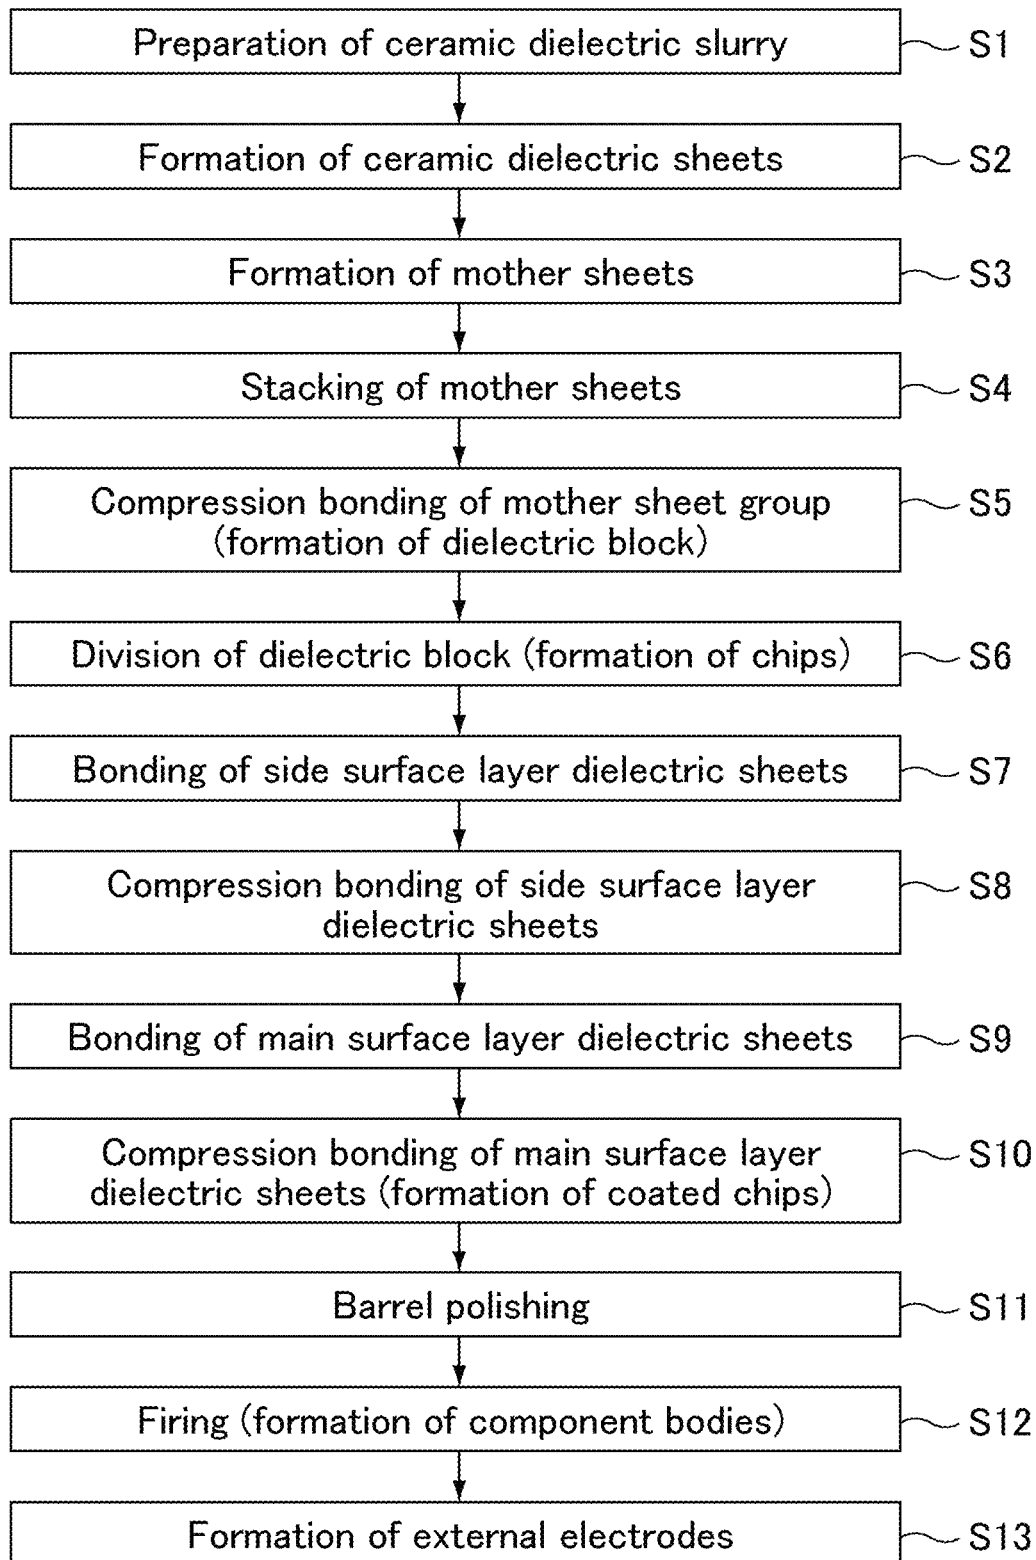 Preparation of ceramic dielectric slurry S1
Formation of ceramic dielectric sheets S2
Formation of mother sheets S3
Stacking of mother sheets S4
Compression bonding of mother sheet group S5
(formation of dielectric block)
Division of dielectric block (formation of chips) S6
Bonding of side surface layer dielectric sheets S7
Compression bonding of side surface layer S8
dielectric sheets
Bonding of main surface layer dielectric sheets S9
Compression bonding of main surface layer S10
dielectric sheets (formation of coated chips)
Barrel polishing S11
Firing (formation of component bodies) S12
Formation of external electrodes S13